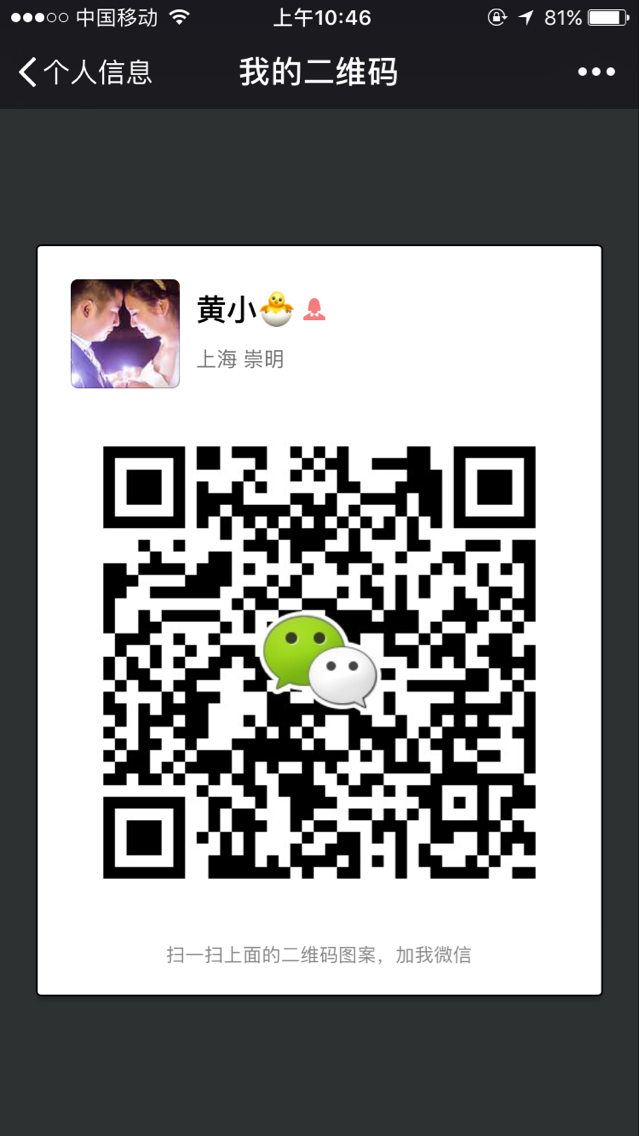 中国移动 上午10:46 81%
个人信息 我的二维码
黄小🐣
上海 崇明
扫一扫上面的二维码图案，加我微信